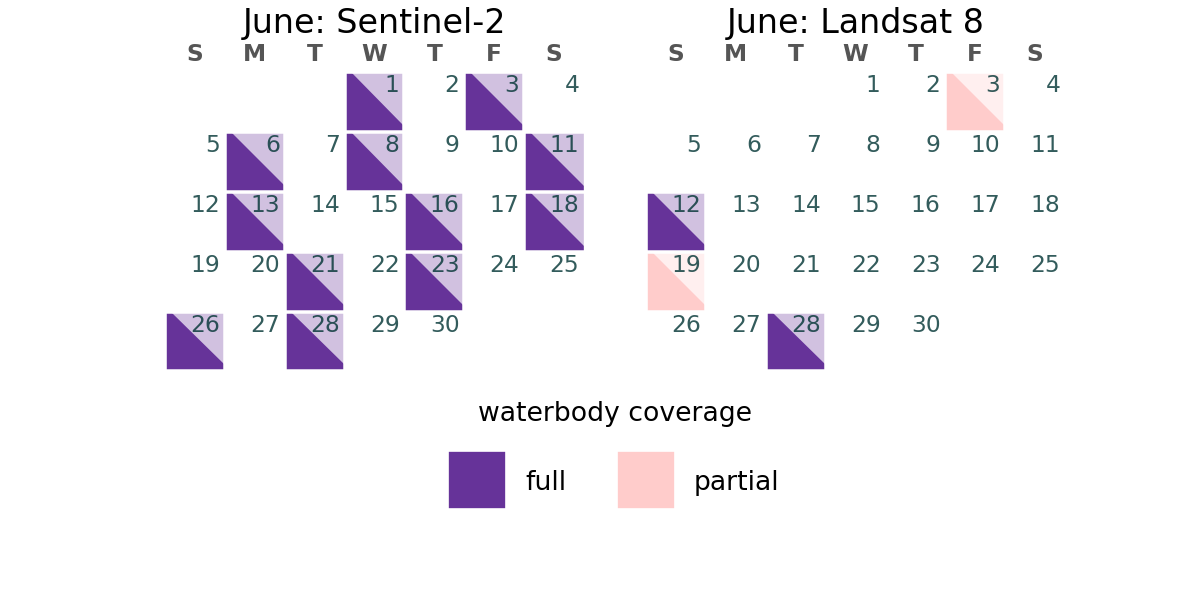 June: Sentinel-2
S M T W T F S
1 2 3 4
5 6 7 8 9 10 11
12 13 14 15 16 17 18
19 20 21 22 23 24 25
26 27 28 29 30
June: Landsat 8
S M T W T F S
1 2 3 4
5 6 7 8 9 10 11
12 13 14 15 16 17 18
19 20 21 22 23 24 25
26 27 28 29 30
waterbody coverage
full partial